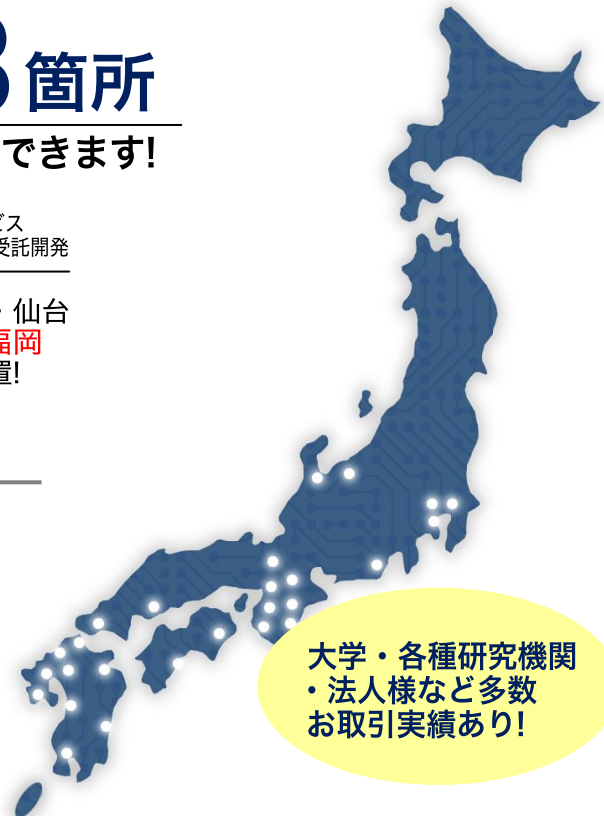 3箇所
できます!
ビス
受託開発
・仙台
福岡
置!
大学・各種研究機関
・法人様など多数
お取引実績あり!